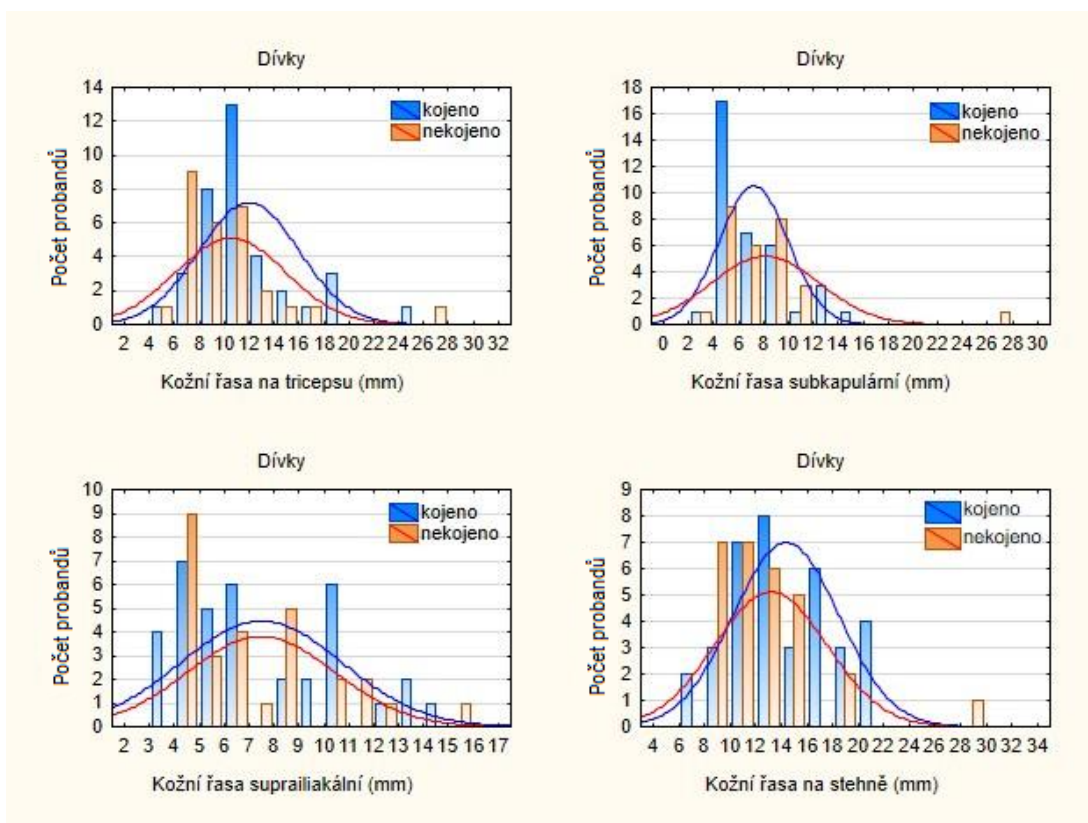 Dívky
14
12
10
8
6
4
2
0
Počet probandů
kojeno
nekojeno
2 4 6 8 10 12 14 16 18 20 22 24 26 28 30 32
Kožní řasa na tricepsu (mm)
Dívky
18
16
14
12
10
8
6
4
2
0
Počet probandů
kojeno
nekojeno
0 2 4 6 8 10 12 14 16 18 20 22 24 26 28 30
Kožní řasa subkapulární (mm)
Dívky
10
9
8
7
6
5
4
3
2
1
0
Počet probandů
kojeno
nekojeno
2 3 4 5 6 7 8 9 10 11 12 13 14 15 16 17
Kožní řasa suprailiakální (mm)
Dívky
9
8
7
6
5
4
3
2
1
0
Počet probandů
kojeno
nekojeno
4 6 8 10 12 14 16 18 20 22 24 26 28 30 32 34
Kožní řasa na stehně (mm)